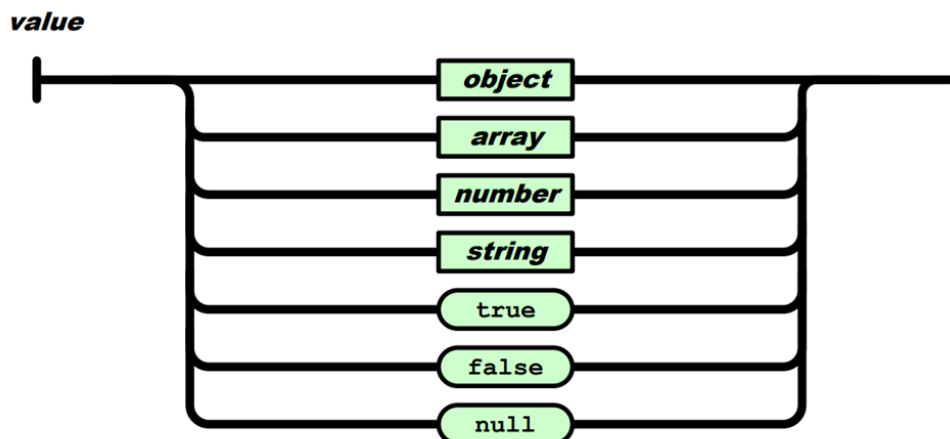 value
object
array
number
string
true
false
null